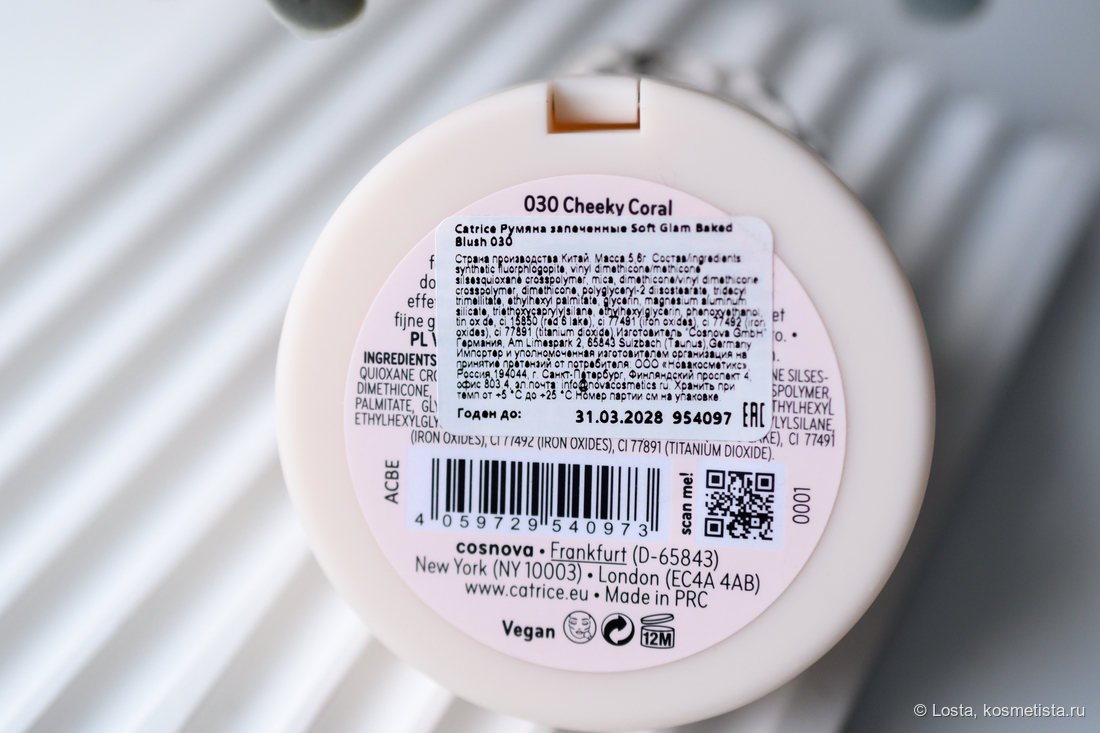 030 Cheeky Coral
Catrice Румяна запеченные Soft Glam Baked
Blush 030
Страна производства Китай. Масса 5,6г. Состав/ingredients
synthetic fluorphlogopite, vinyl dimethicone/methicone
silsesquioxane crosspolymer, mica, dimethicone/vinyl dimethicone
crosspolymer, dimethicone, polyglyceryl-2 diisostearate, tridecyl
trimellitate, ethylhexyl palmitate, glycerin, magnesium aluminum
silicate, triethoxycaprylylsilane, ethylhexylglycerin, phenoxyethanol,
tin oxide, ci 15850 (red 6 lake), ci 77491 (iron oxides), ci 77492 (iron
oxides), ci 77891 (titanium dioxide). Изготовитель "Cosnova GmbH"
Германия, Am Limespark 2, 65843 Sulzbach (Taunus),Germany
Импортер и уполномоченная изготовителем организация на
принятие претензий от потребителя: ООО «Новакосметикс»,
Россия,194044, г. Санкт-Петербург, Финляндский проспект 4,
офис 803.4, эл.почта info@novacosmetics.ru. Хранить при
темп от +5 °C до +25 °C Номер партии см на упаковке
Годен до: 31.03.2028 954097 EAC
effe
fijne g
PL
INGREDIENTS
QUIOXANE NE SILSES-
DIMETHICONE, SPOLYMER,
PALMITATE, THYLHEXYL
ETHYLHEXYLGLY YLYLSILANE,
CI 77491
(IRON OXIDES), CI 77492 (IRON OXIDES), CI 77891 (TITANIUM DIOXIDE).
ACBE
4 059729 540973
scan me!
0001
cosnova • Frankfurt (D-65843)
New York (NY 10003) • London (EC4A 4AB)
www.catrice.eu • Made in PRC
Vegan 12M
© Losta, kosmetista.ru